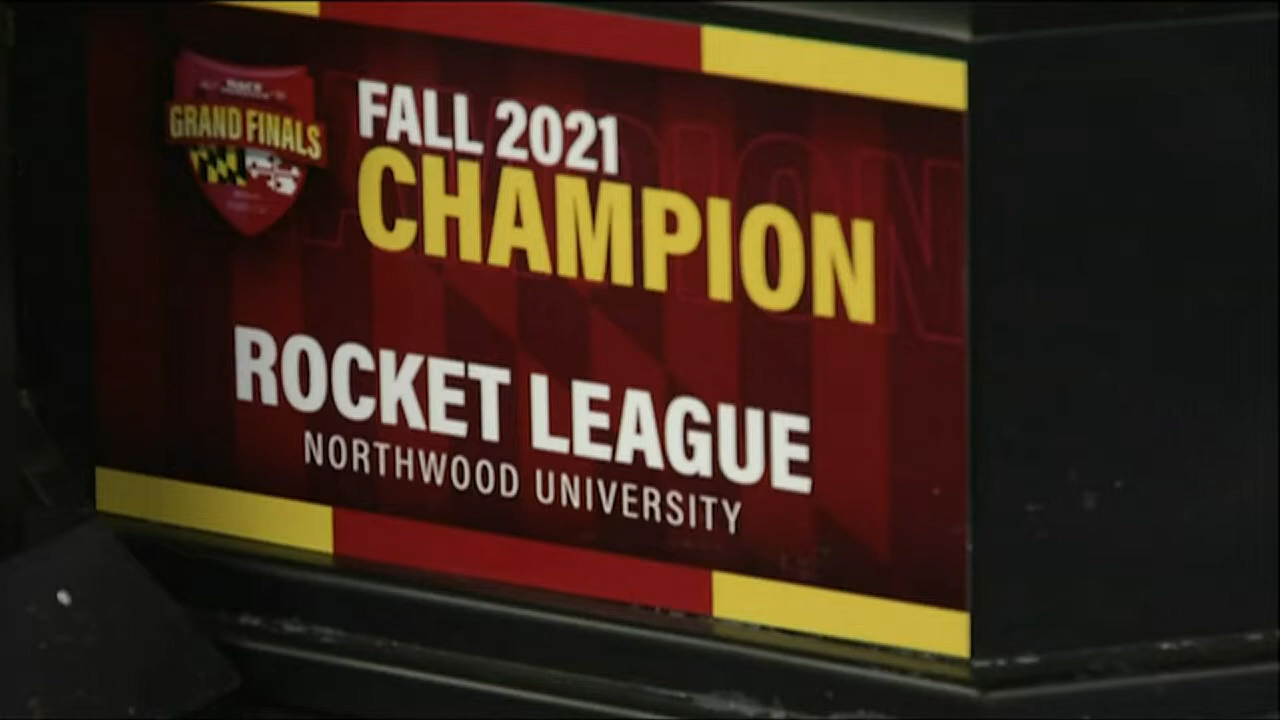 GRAND FINALS
FALL 2021
CHAMPION
ROCKET LEAGUE
NORTHWOOD UNIVERSITY